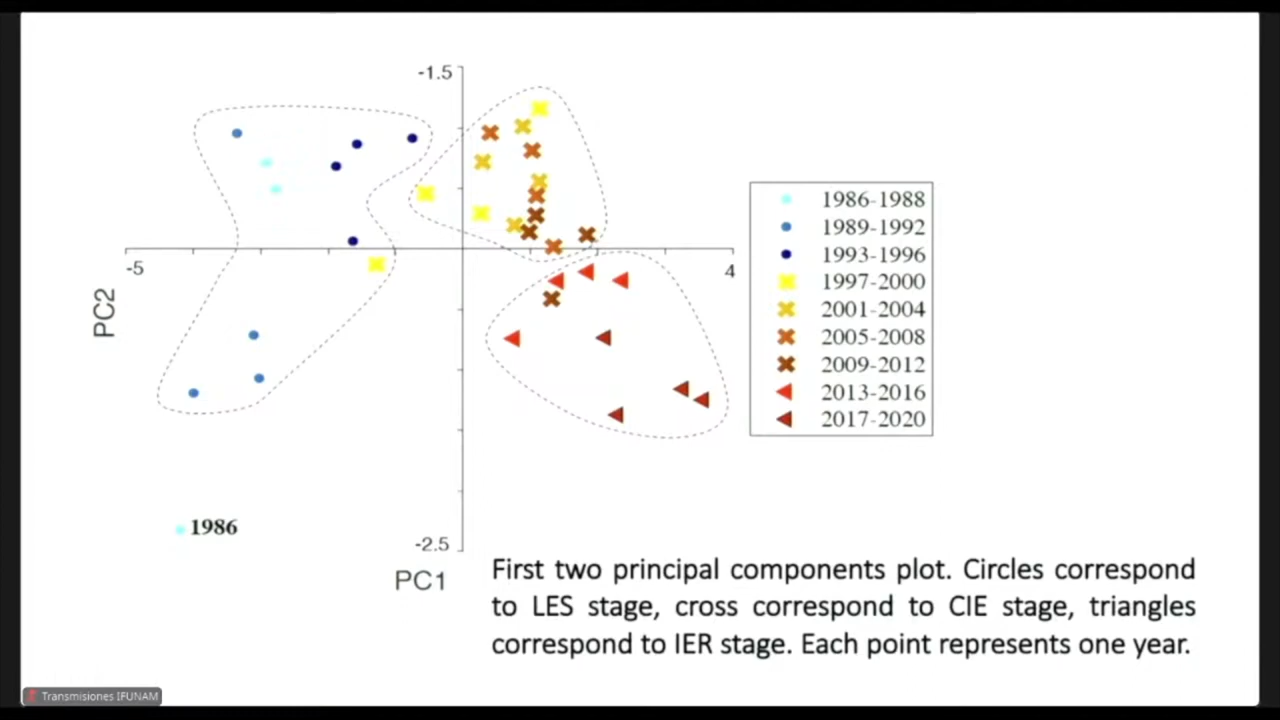 -1.5
-5
4
PC2
1986-1988
1989-1992
1993-1996
1997-2000
2001-2004
2005-2008
2009-2012
2013-2016
2017-2020
1986
-2.5
PC1
First two principal components plot. Circles correspond
to LES stage, cross correspond to CIE stage, triangles
correspond to IER stage. Each point represents one year.
Transmisiones IFUNAM